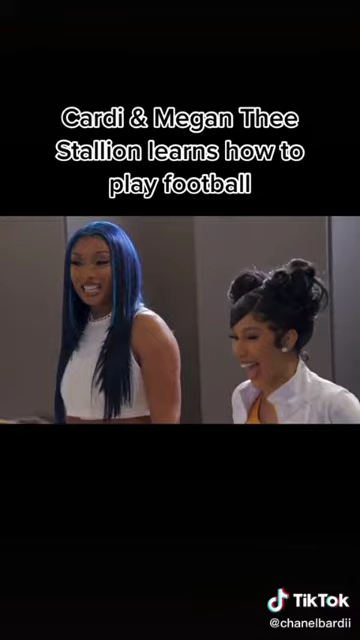 Cardi & Megan Thee
Stallion learns how to
play football
TikTok
@chanelbardii